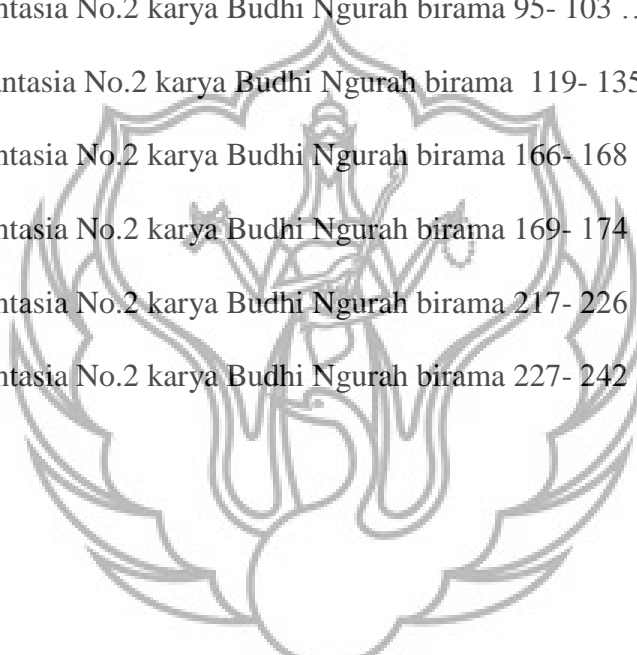 ntasia No.2 karya Budhi Ngurah birama 95- 103 ..
antasia No.2 karya Budhi Ngurah birama  119- 135
ntasia No.2 karya Budhi Ngurah birama 166- 168
ntasia No.2 karya Budhi Ngurah birama 169- 174
ntasia No.2 karya Budhi Ngurah birama 217- 226
ntasia No.2 karya Budhi Ngurah birama 227- 242